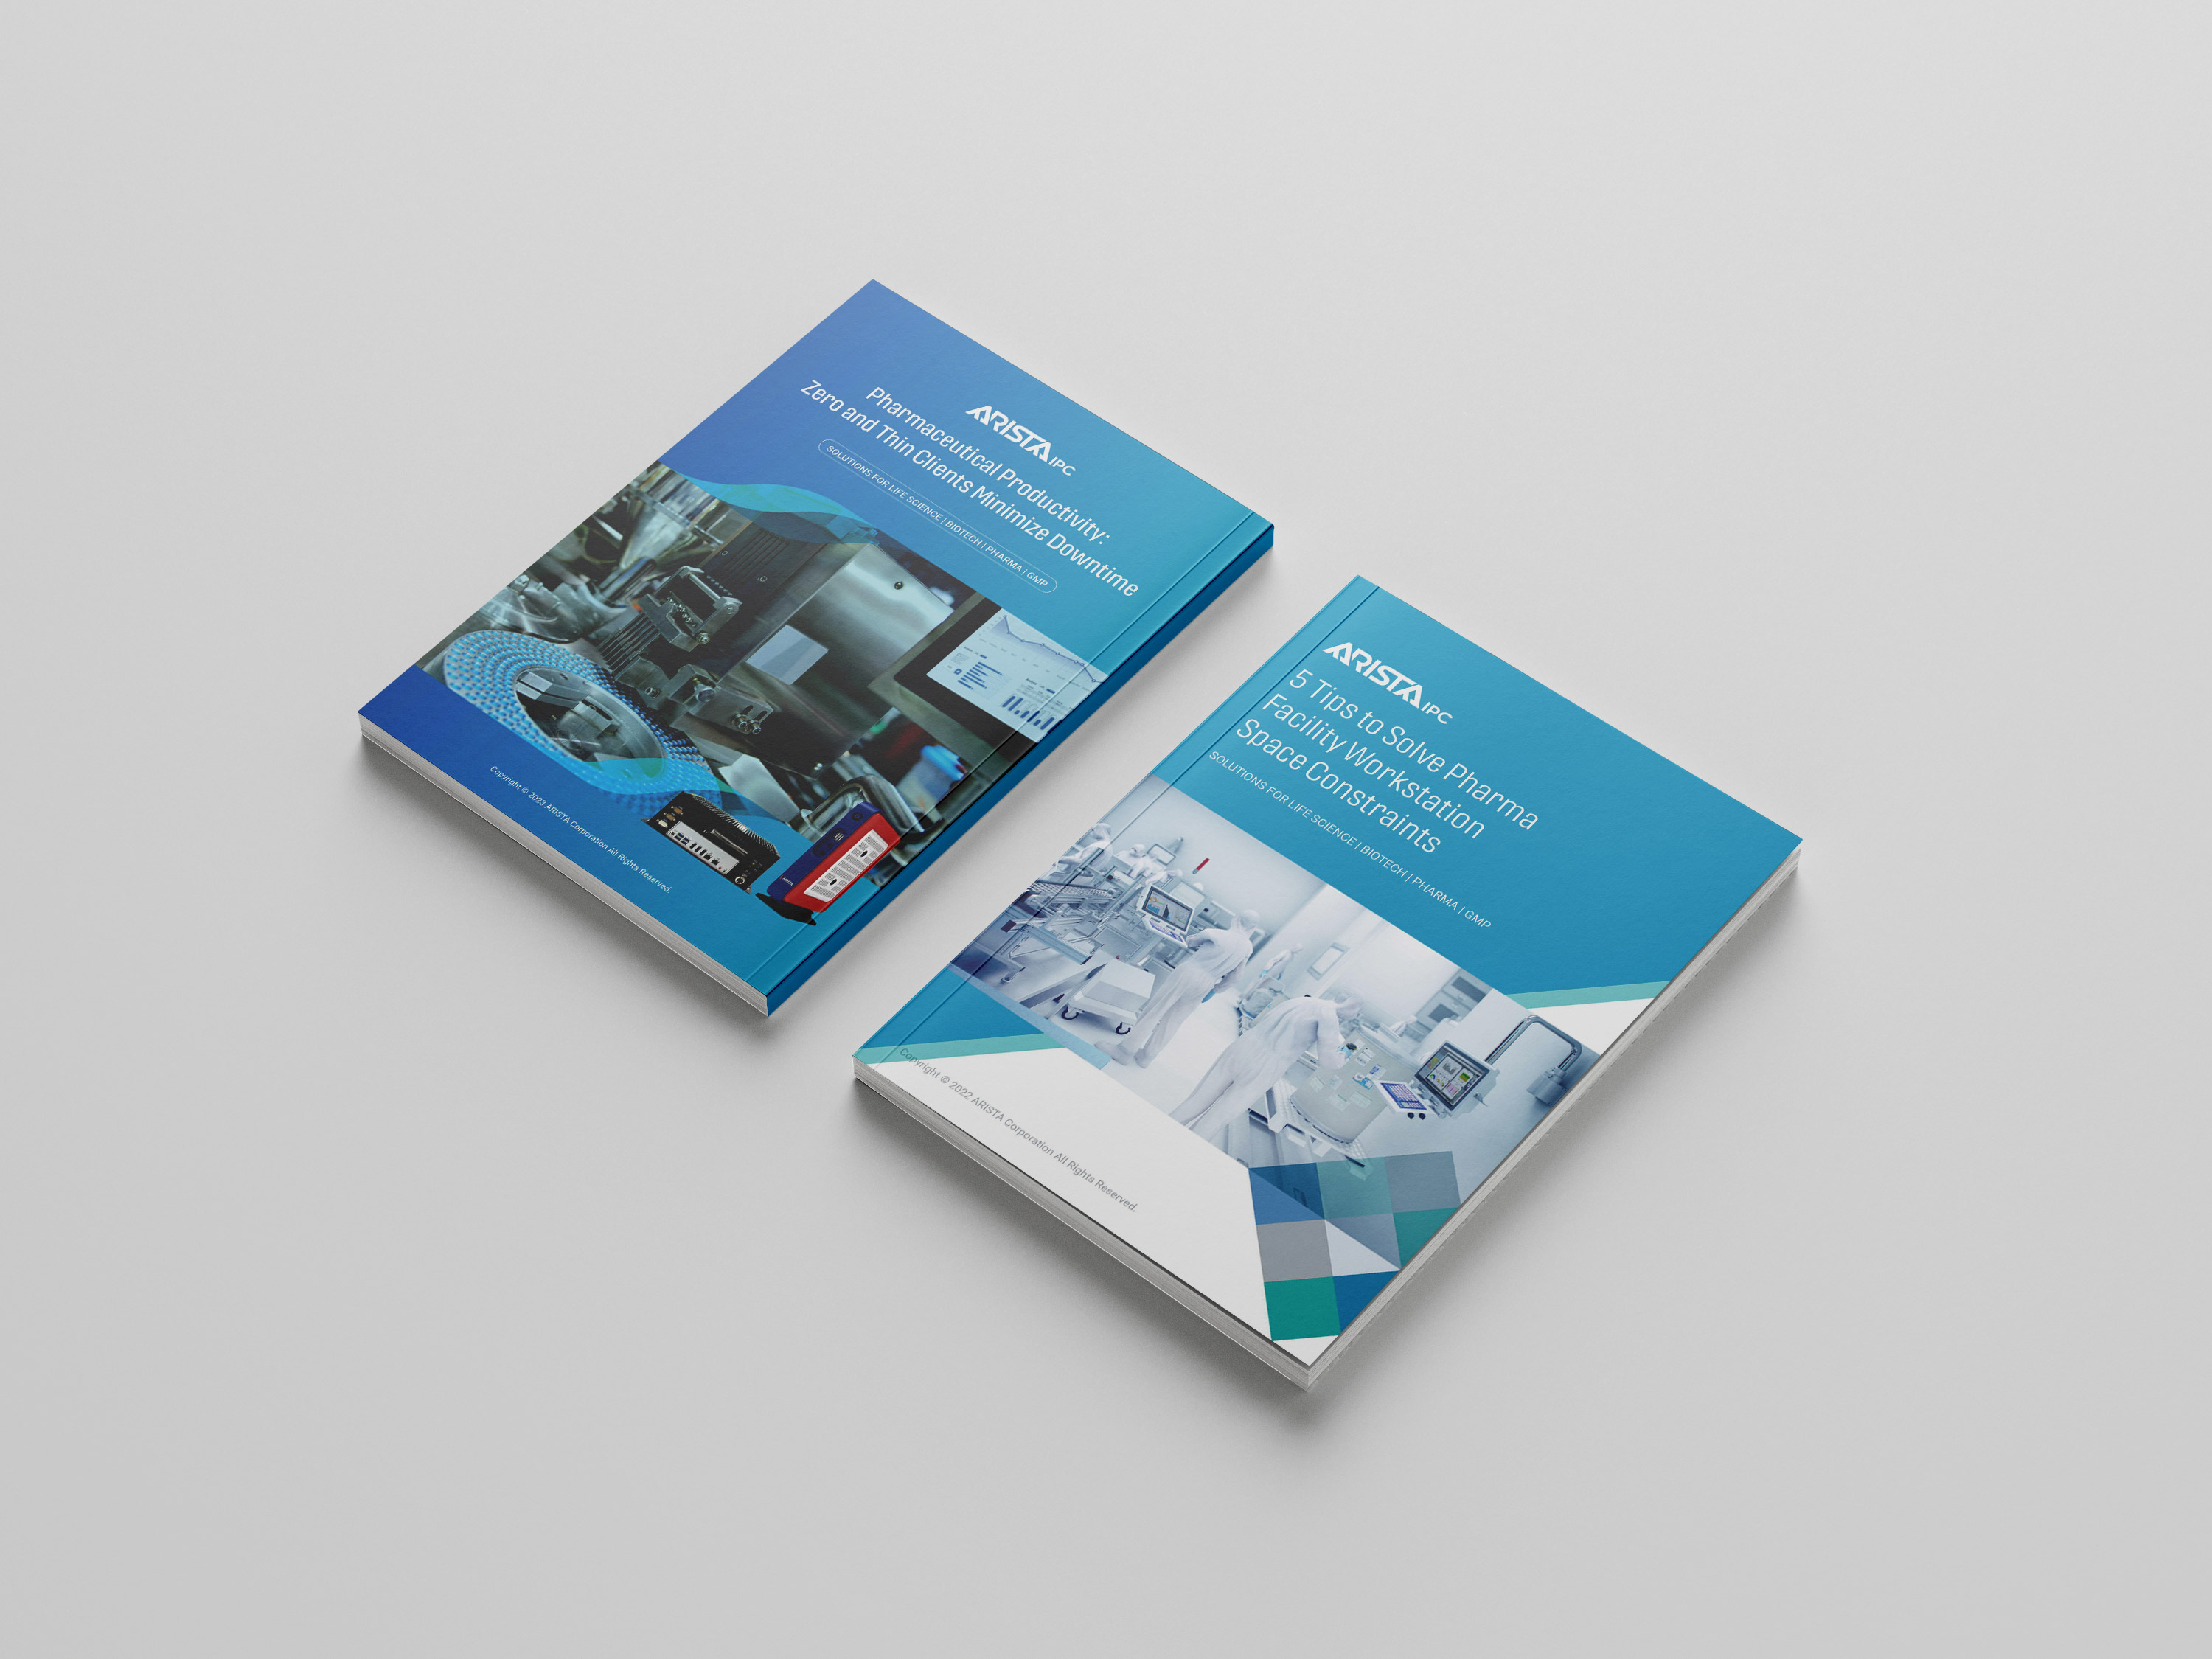 ARISTA IPC
Pharmaceutical Productivity:
Zero and Thin Clients Minimize Downtime
SOLUTIONS FOR LIFE SCIENCE | BIOTECH | PHARMA | GMP
Copyright © 2023 ARISTA Corporation All Rights Reserved.
ARISTA IPC
5 Tips to Solve Pharma
Facility Workstation
Space Constraints
SOLUTIONS FOR LIFE SCIENCE | BIOTECH | PHARMA | GMP
Copyright © 2022 ARISTA Corporation All Rights Reserved.